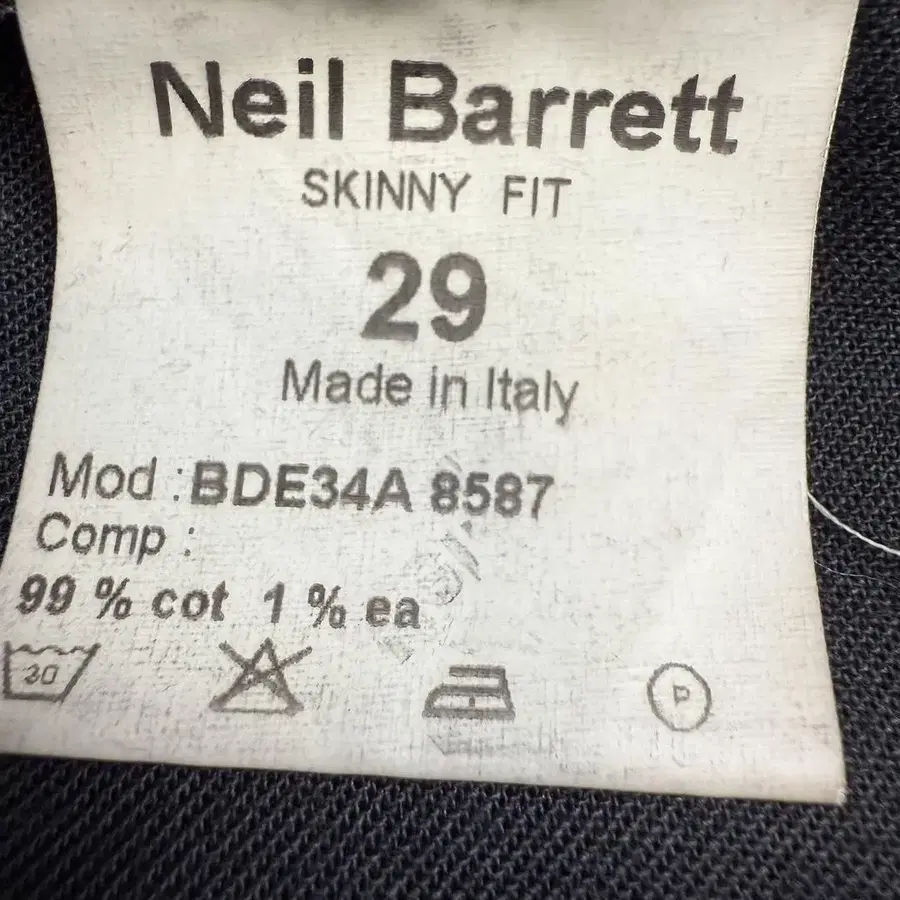 Neil Barrett
SKINNY FIT
29
Made in Italy
Mod : BDE34A 8587
Comp :
99 % cot 1 % ea
30
P